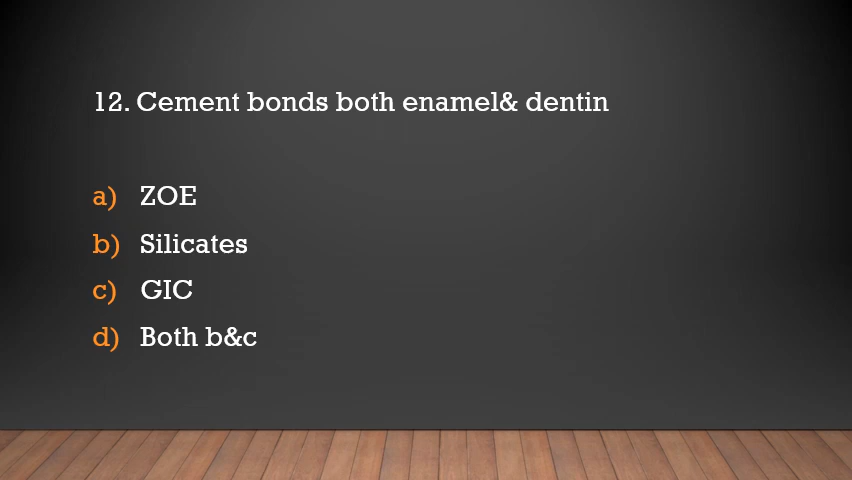 12. Cement bonds both enamel& dentin
a) ZOE
b) Silicates
c) GIC
d) Both b&c